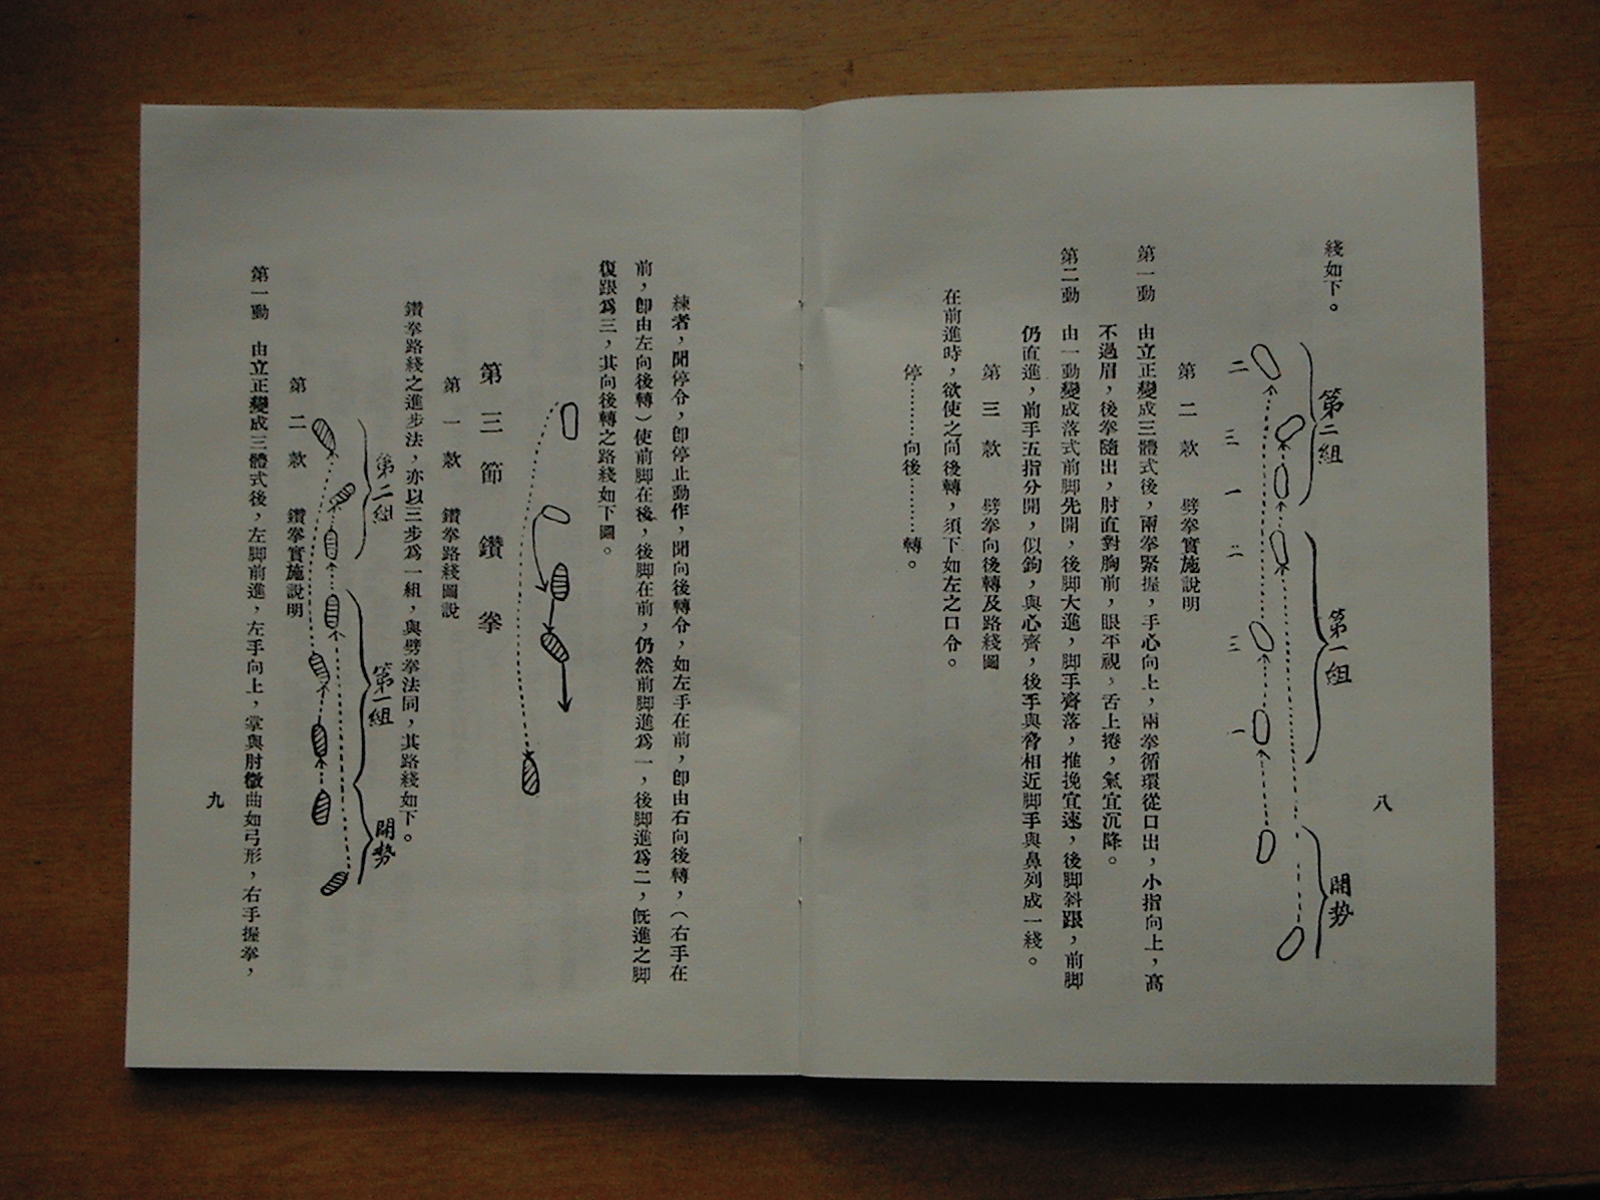 綫如下。
第二組
第一組
開勢
二
三
一
二
三
一
第二款　劈拳實施說明
第一動　由立正變成三體式後，兩拳緊握，手心向上，兩拳循環從口出，小指向上，高
不過眉，後拳隨出，肘直對胸前，眼平視，舌上捲，氣宜沉降。
第二動　由一動變成落式前脚先開，後脚大進，脚手齊落，推挽宜速，後脚斜跟，前脚
仍直進，前手五指分開，似鉤，與心齊，後手與脅相近脚手與鼻列成一綫。
第三款　劈拳向後轉及路綫圖
在前進時，欲使之向後轉，須下如左之口令。
停…………向後…………轉。
八
練者，聞停令，卽停止動作，聞向後轉令，如左手在前，卽由右向後轉，（右手在
前，卽由左向後轉）使前脚在後，後脚在前，仍然前脚進爲一，後脚進爲二，旣進之脚
復跟爲三，其向後轉之路綫如下圖。
第三節　鑽拳
第一款　鑽拳路綫圖說
鑽拳路綫之進步法，亦以三步爲一組，與劈拳法同，其路綫如下。
第二組
第一組
開勢
第二款　鑽拳實施說明
第一動　由立正變成三體式後，左脚前進，左手向上，掌與肘微曲如弓形，右手握拳，
九